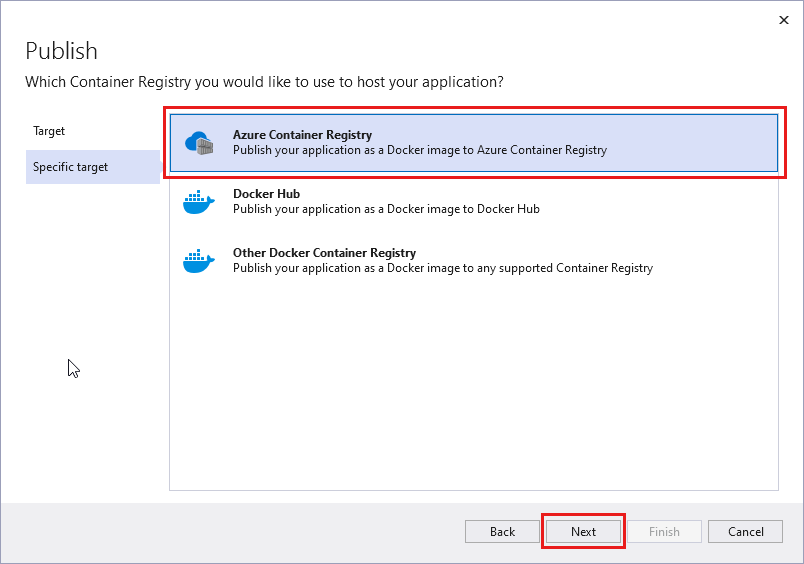 Publish
Which Container Registry you would like to use to host your application?
Target
Specific target
Azure Container Registry
Publish your application as a Docker image to Azure Container Registry
Docker Hub
Publish your application as a Docker image to Docker Hub
Other Docker Container Registry
Publish your application as a Docker image to any supported Container Registry
Back
Next
Finish
Cancel